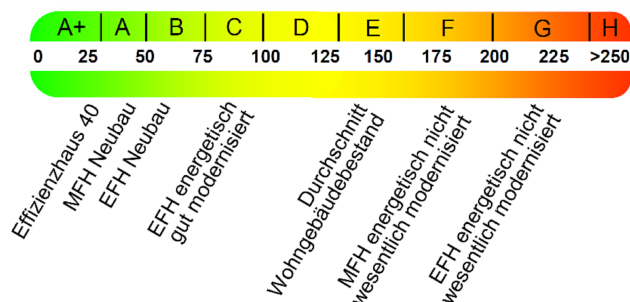 A+ A B C D E F G H
0 25 50 75 100 125 150 175 200 225 >250
Effizienzhaus 40
MFH Neubau
EFH Neubau
EFH energetisch
gut modernisiert
Durchschnitt
Wohngebäudebestand
MFH energetisch nicht
wesentlich modernisiert
EFH energetisch nicht
wesentlich modernisiert